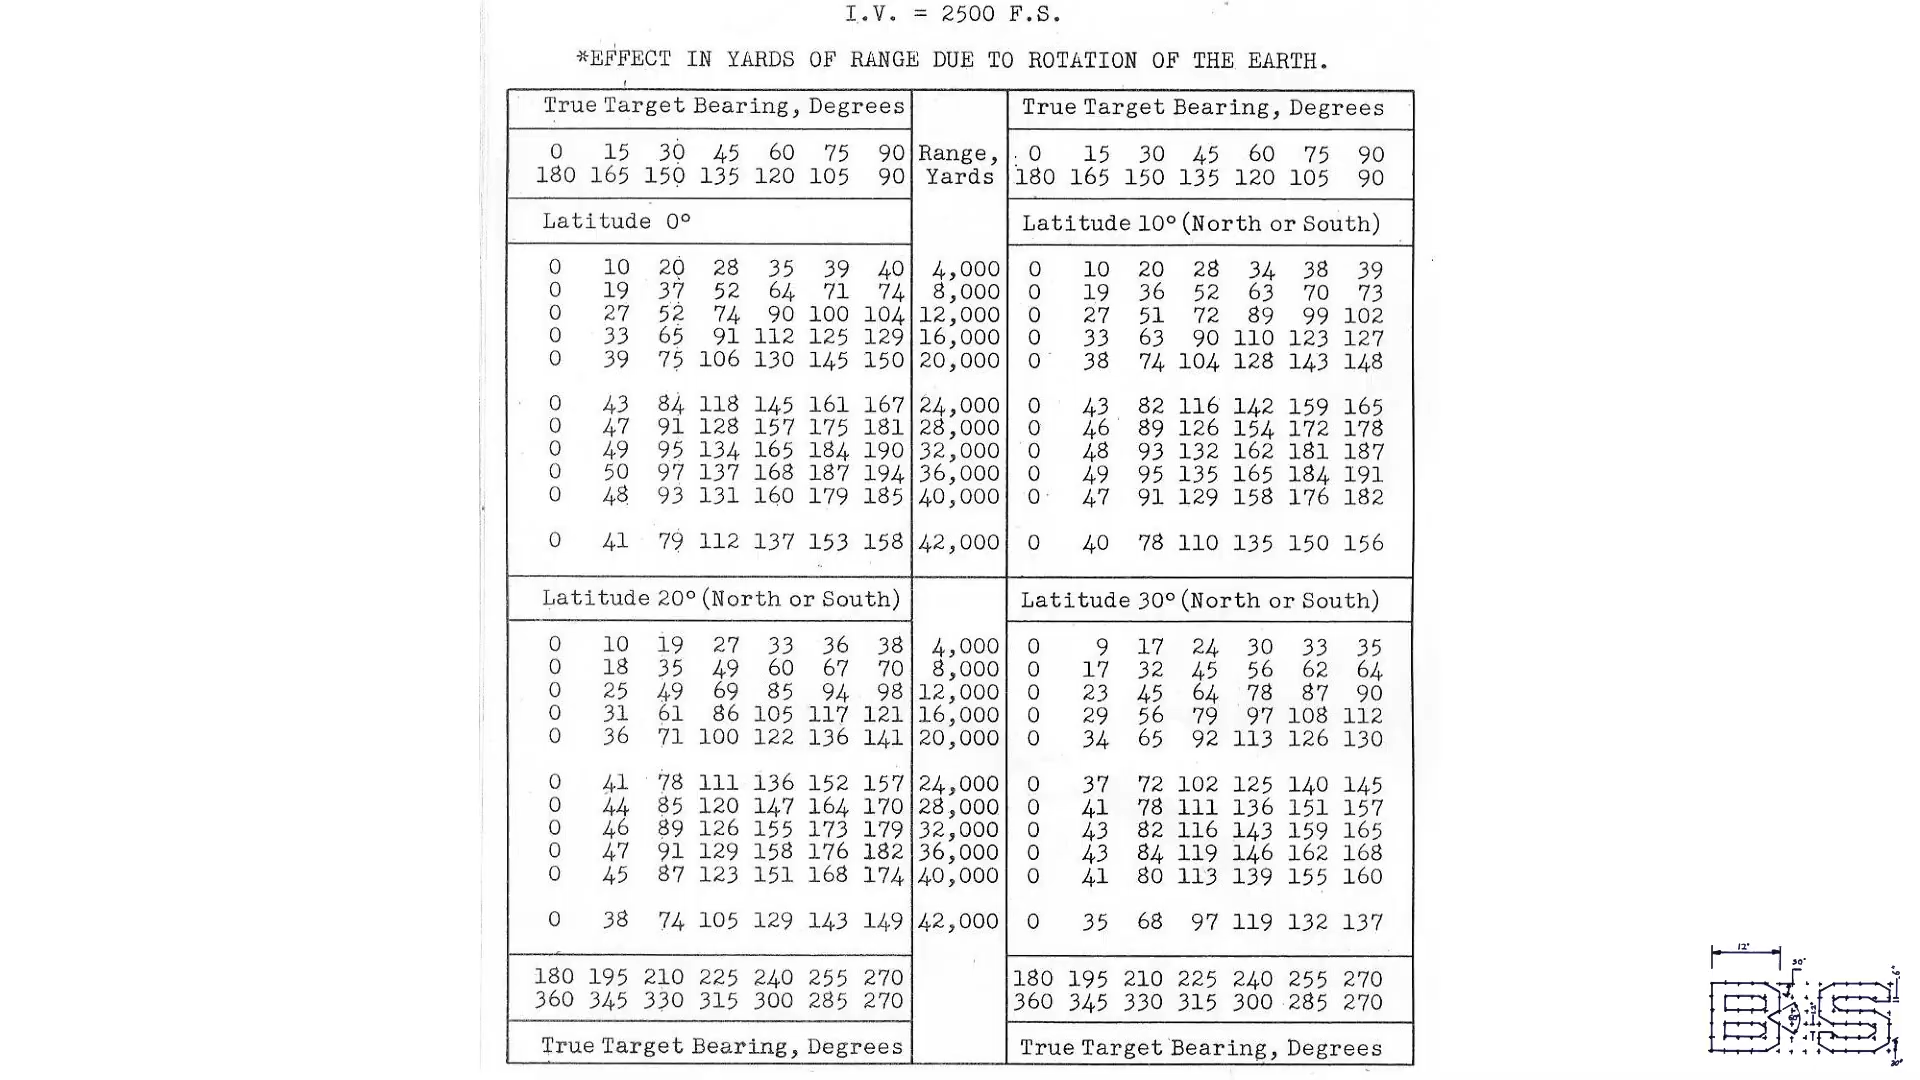 I.V. = 2500 F.S.
*EFFECT IN YARDS OF RANGE DUE TO ROTATION OF THE EARTH.
True Target Bearing, Degrees True Target Bearing, Degrees
0 15 30 45 60 75 90 Range, 0 15 30 45 60 75 90
180 165 150 135 120 105 90 Yards 180 165 150 135 120 105 90
Latitude 0° Latitude 10° (North or South)
0 10 20 28 35 39 40 4,000 0 10 20 28 34 38 39
0 19 37 52 64 71 74 8,000 0 19 36 52 63 70 73
0 27 52 74 90 100 104 12,000 0 27 51 72 89 99 102
0 33 65 91 112 125 129 16,000 0 33 63 90 110 123 127
0 39 75 106 130 145 150 20,000 0 38 74 104 128 143 148
0 43 84 118 145 161 167 24,000 0 43 82 116 142 159 165
0 47 91 128 157 175 181 28,000 0 46 89 126 154 172 178
0 49 95 134 165 184 190 32,000 0 48 93 132 162 181 187
0 50 97 137 168 187 194 36,000 0 49 95 135 165 184 191
0 48 93 131 160 179 185 40,000 0 47 91 129 158 176 182
0 41 79 112 137 153 158 42,000 0 40 78 110 135 150 156
Latitude 20° (North or South) Latitude 30° (North or South)
0 10 19 27 33 36 38 4,000 0 9 17 24 30 33 35
0 18 35 49 60 67 70 8,000 0 17 32 45 56 62 64
0 25 49 69 85 94 98 12,000 0 23 45 64 78 87 90
0 31 61 86 105 117 121 16,000 0 29 56 79 97 108 112
0 36 71 100 122 136 141 20,000 0 34 65 92 113 126 130
0 41 78 111 136 152 157 24,000 0 37 72 102 125 140 145
0 44 85 120 147 164 170 28,000 0 41 78 111 136 151 157
0 46 89 126 155 173 179 32,000 0 43 82 116 143 159 165
0 47 91 129 158 176 182 36,000 0 43 84 119 146 162 168
0 45 87 123 151 168 174 40,000 0 41 80 113 139 155 160
0 38 74 105 129 143 149 42,000 0 35 68 97 119 132 137
180 195 210 225 240 255 270 180 195 210 225 240 255 270
360 345 330 315 300 285 270 360 345 330 315 300 285 270
True Target Bearing, Degrees True Target Bearing, Degrees
12"
B S